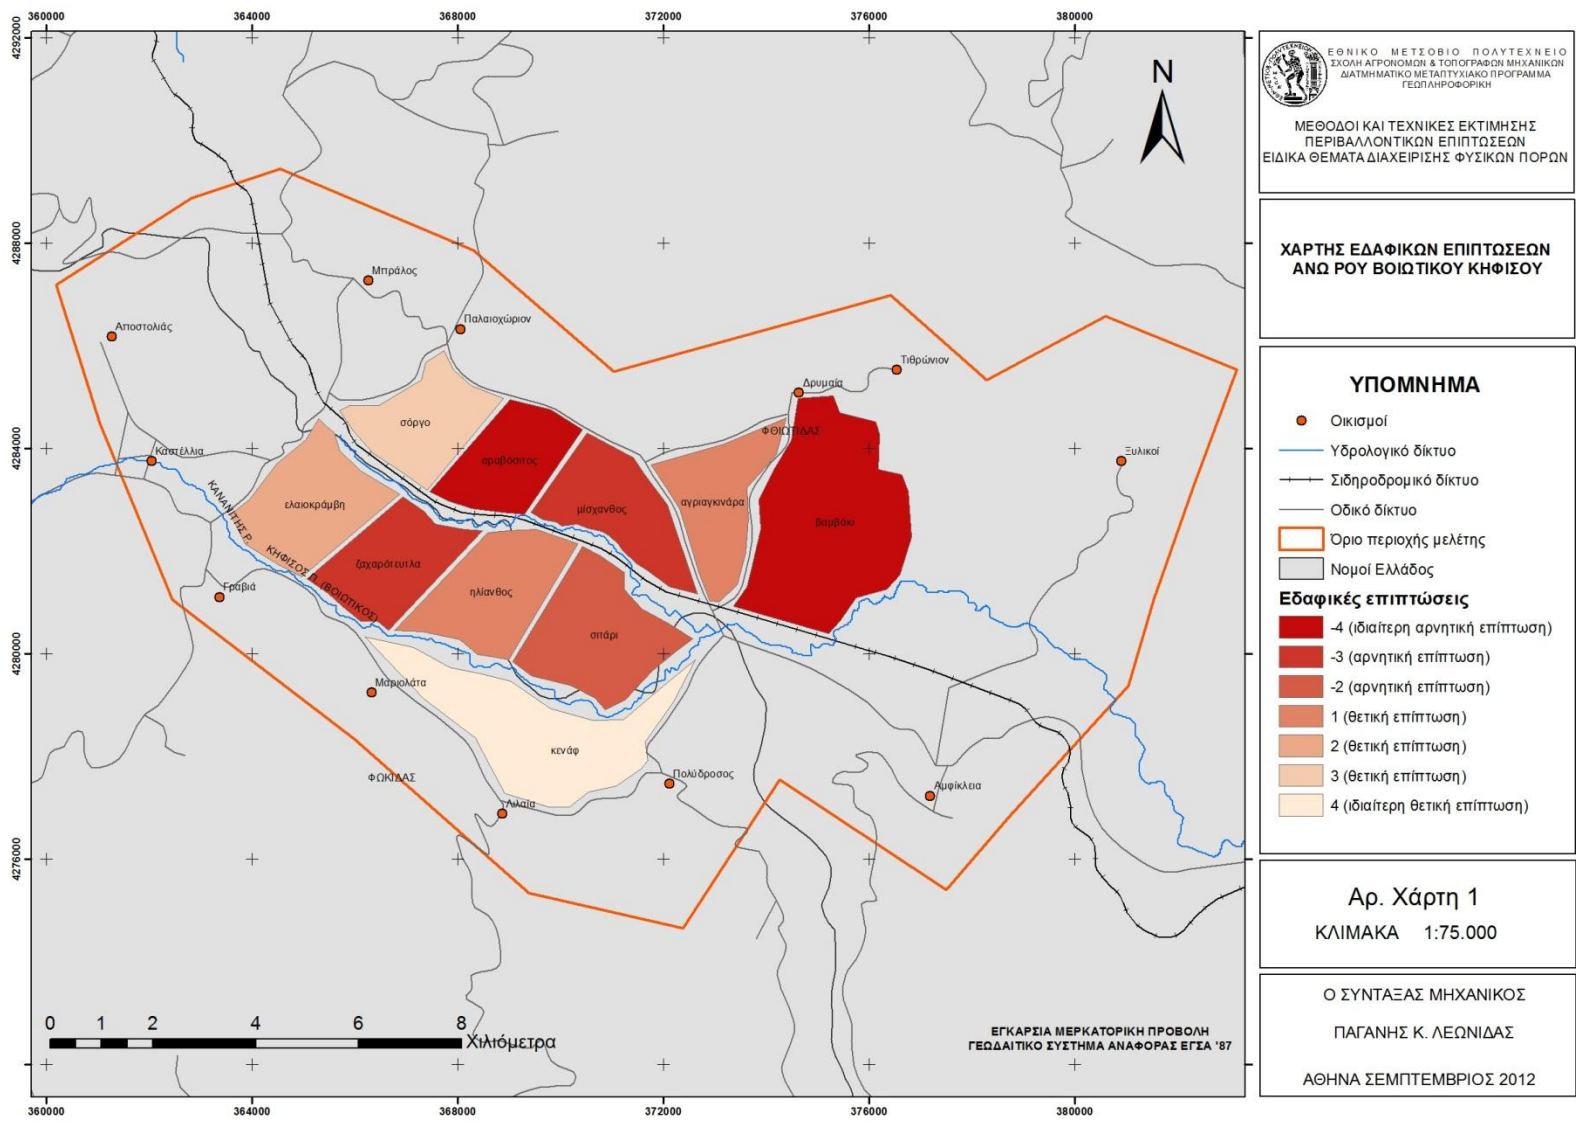 360000
364000
368000
372000
376000
380000
4292000
4288000
4284000
4280000
4276000
N
Μπράλος
Αποστολιάς
Παλαιοχώριον
Τιθρώνιον
Δρυμαία
ΦΘΙΩΤΙΔΑΣ
Ξυλικοί
Καστέλλια
σόργο
αραβόσιτος
ελαιοκράμβη
μίσχανθος
αγριαγκινάρα
βαμβάκι
ΚΑΝΙΑΝΙΤΗΣ Ρ.
ΚΗΦΙΣΟΣ Π. (ΒΟΙΩΤΙΚΟΣ)
ζαχαρότευτλα
ηλίανθος
σιτάρι
Γραβιά
Μαριολάτα
κενάφ
ΦΩΚΙΔΑΣ
Πολύδροσος
Λιλαία
Αμφίκλεια
0 1 2 4 6 8
Χιλιόμετρα
ΕΓΚΑΡΣΙΑ ΜΕΡΚΑΤΟΡΙΚΗ ΠΡΟΒΟΛΗ
ΓΕΩΔΑΙΤΙΚΟ ΣΥΣΤΗΜΑ ΑΝΑΦΟΡΑΣ ΕΓΣΑ '87
360000
364000
368000
372000
376000
380000
ΕΘΝΙΚΟ ΜΕΤΣΟΒΙΟ ΠΟΛΥΤΕΧΝΕΙΟ
ΣΧΟΛΗ ΑΓΡΟΝΟΜΩΝ & ΤΟΠΟΓΡΑΦΩΝ ΜΗΧΑΝΙΚΩΝ
ΔΙΑΤΜΗΜΑΤΙΚΟ ΜΕΤΑΠΤΥΧΙΑΚΟ ΠΡΟΓΡΑΜΜΑ
ΓΕΩΠΛΗΡΟΦΟΡΙΚΗ
ΜΕΘΟΔΟΙ ΚΑΙ ΤΕΧΝΙΚΕΣ ΕΚΤΙΜΗΣΗΣ
ΠΕΡΙΒΑΛΛΟΝΤΙΚΩΝ ΕΠΙΠΤΩΣΕΩΝ
ΕΙΔΙΚΑ ΘΕΜΑΤΑ ΔΙΑΧΕΙΡΙΣΗΣ ΦΥΣΙΚΩΝ ΠΟΡΩΝ
ΧΑΡΤΗΣ ΕΔΑΦΙΚΩΝ ΕΠΙΠΤΩΣΕΩΝ
ΑΝΩ ΡΟΥ ΒΟΙΩΤΙΚΟΥ ΚΗΦΙΣΟΥ
ΥΠΟΜΝΗΜΑ
Οικισμοί
Υδρολογικό δίκτυο
Σιδηροδρομικό δίκτυο
Οδικό δίκτυο
Όριο περιοχής μελέτης
Νομοί Ελλάδος
Εδαφικές επιπτώσεις
-4 (ιδιαίτερη αρνητική επίπτωση)
-3 (αρνητική επίπτωση)
-2 (αρνητική επίπτωση)
1 (θετική επίπτωση)
2 (θετική επίπτωση)
3 (θετική επίπτωση)
4 (ιδιαίτερη θετική επίπτωση)
Αρ. Χάρτη 1
ΚΛΙΜΑΚΑ 1:75.000
Ο ΣΥΝΤΑΞΑΣ ΜΗΧΑΝΙΚΟΣ
ΠΑΓΑΝΗΣ Κ. ΛΕΩΝΙΔΑΣ
ΑΘΗΝΑ ΣΕΜΠΤΕΜΒΡΙΟΣ 2012